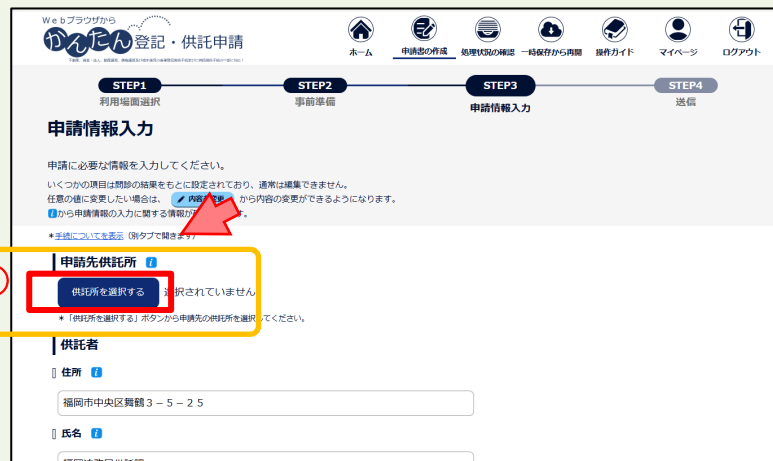 Webブラウザから
かんたん登記・供託申請
ホーム
申請書の作成
処理状況の確認
一時保存から再開
操作ガイド
マイページ
ログアウト
STEP1
利用場面選択
STEP2
事前準備
STEP3
申請情報入力
STEP4
送信
申請情報入力
申請に必要な情報を入力してください。
いくつかの項目は問診の結果をもとに設定されており、通常は編集できません。
任意の値に変更したい場合は、 内容を変更 から内容の変更ができるようになります。
から申請情報の入力に関する情報が
*手続についてを表示（別タブで開きます）
申請先供託所
供託所を選択する 選択されていません
*「供託所を選択する」ボタンから申請先の供託所を選択してください。
供託者
住所
福岡市中央区舞鶴３－５－２５
氏名